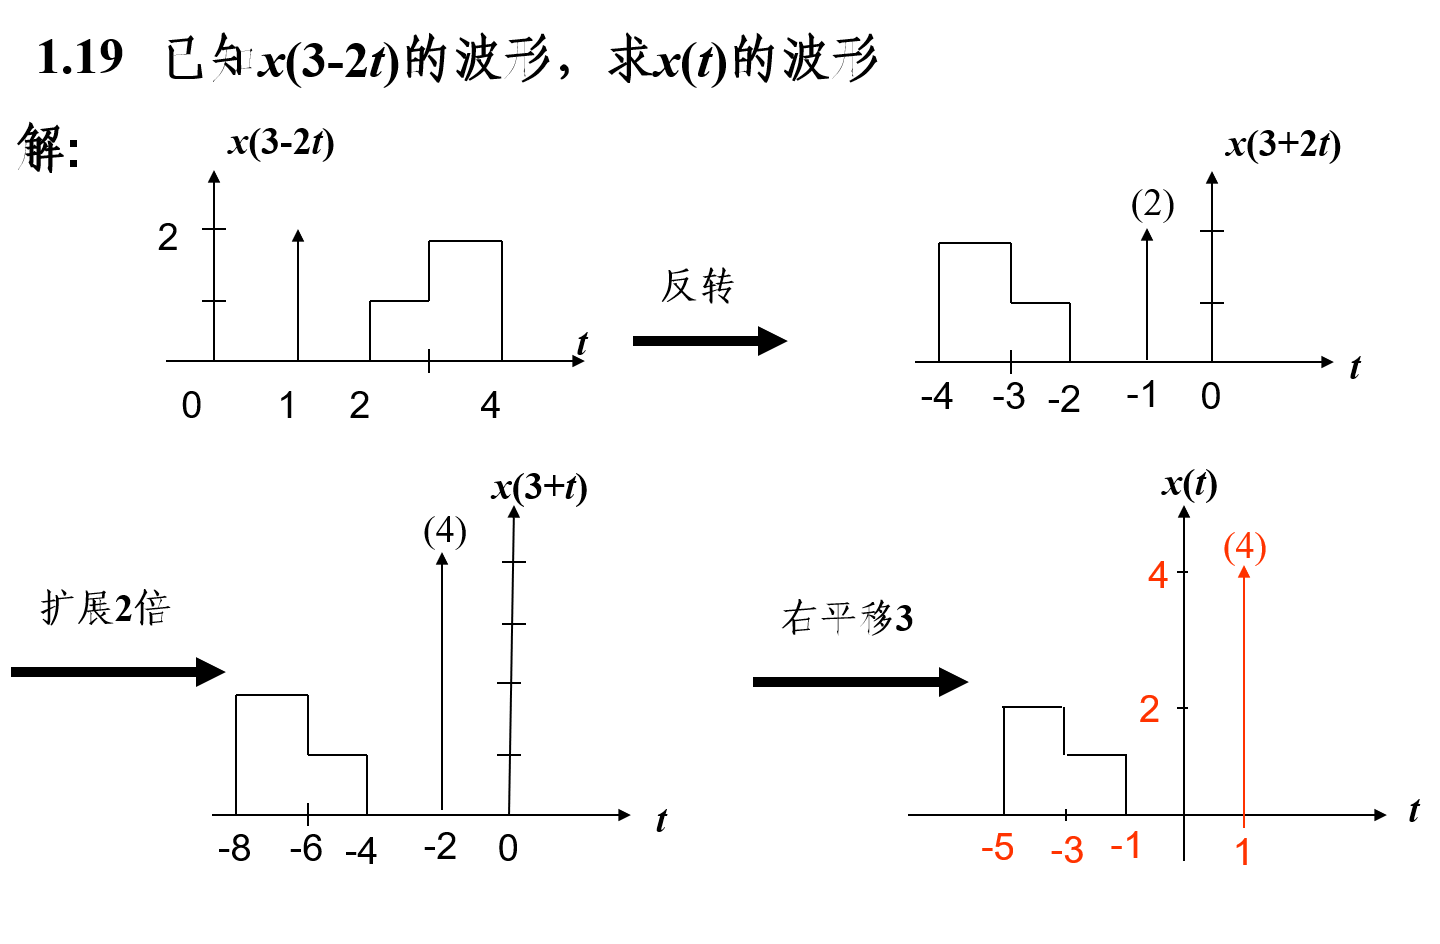 1.19 已知x(3-2t)的波形，求x(t)的波形
解:
x(3-2t)
2
t
0 1 2 4
反转
x(3+2t)
(2)
t
-4 -3 -2 -1 0
扩展2倍
x(3+t)
(4)
t
-8 -6 -4 -2 0
右平移3
x(t)
(4)
4
2
t
-5 -3 -1 1